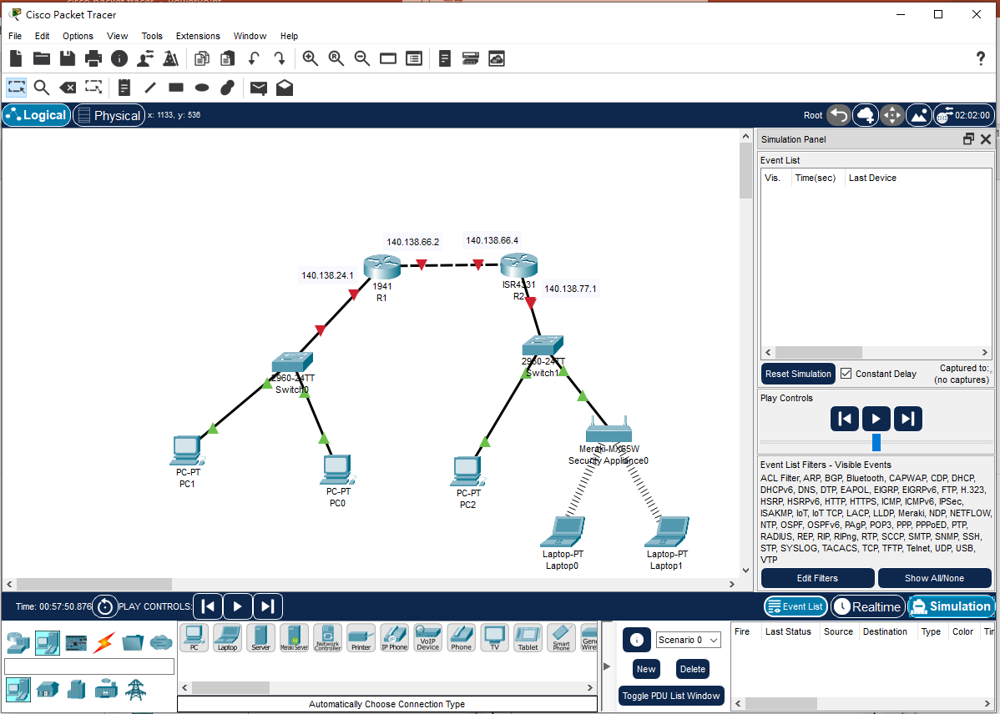 Cisco Packet Tracer
File Edit Options View Tools Extensions Window Help
?
Logical Physical x: 1133, y: 536
Root 02:02:00
140.138.66.2
140.138.66.4
140.138.24.1
1941
R1
ISR4331
R2
140.138.77.1
2960-24TT
Switch0
2960-24TT
Switch1
PC-PT
PC1
PC-PT
PC0
PC-PT
PC2
Meraki-MX65W
Security Appliance0
Laptop-PT
Laptop0
Laptop-PT
Laptop1
Simulation Panel
Event List
Vis. Time(sec) Last Device
Reset Simulation Constant Delay Captured to:
(no captures)
Play Controls
Event List Filters - Visible Events
ACL Filter, ARP, BGP, Bluetooth, CAPWAP, CDP, DHCP,
DHCPv6, DNS, DTP, EAPOL, EIGRP, EIGRPv6, FTP, H.323,
HSRP, HSRPv6, HTTP, HTTPS, ICMP, ICMPv6, IPSec,
ISAKMP, IoT, IoT TCP, LACP, LLDP, Meraki, NDP, NETFLOW,
NTP, OSPF, OSPFv6, PAgP, POP3, PPP, PPPoED, PTP,
RADIUS, REP, RIP, RIPng, RTP, SCCP, SMTP, SNMP, SSH,
STP, SYSLOG, TACACS, TCP, TFTP, Telnet, UDP, USB,
VTP
Edit Filters Show All/None
Time: 00:57:50.876 PLAY CONTROLS:
Event List Realtime Simulation
PC Laptop Server Meraki Server Network Controller Printer IP Phone VoIP Device Phone TV Tablet Smart Phone
Automatically Choose Connection Type
Scenario 0
New Delete
Toggle PDU List Window
Fire Last Status Source Destination Type Color